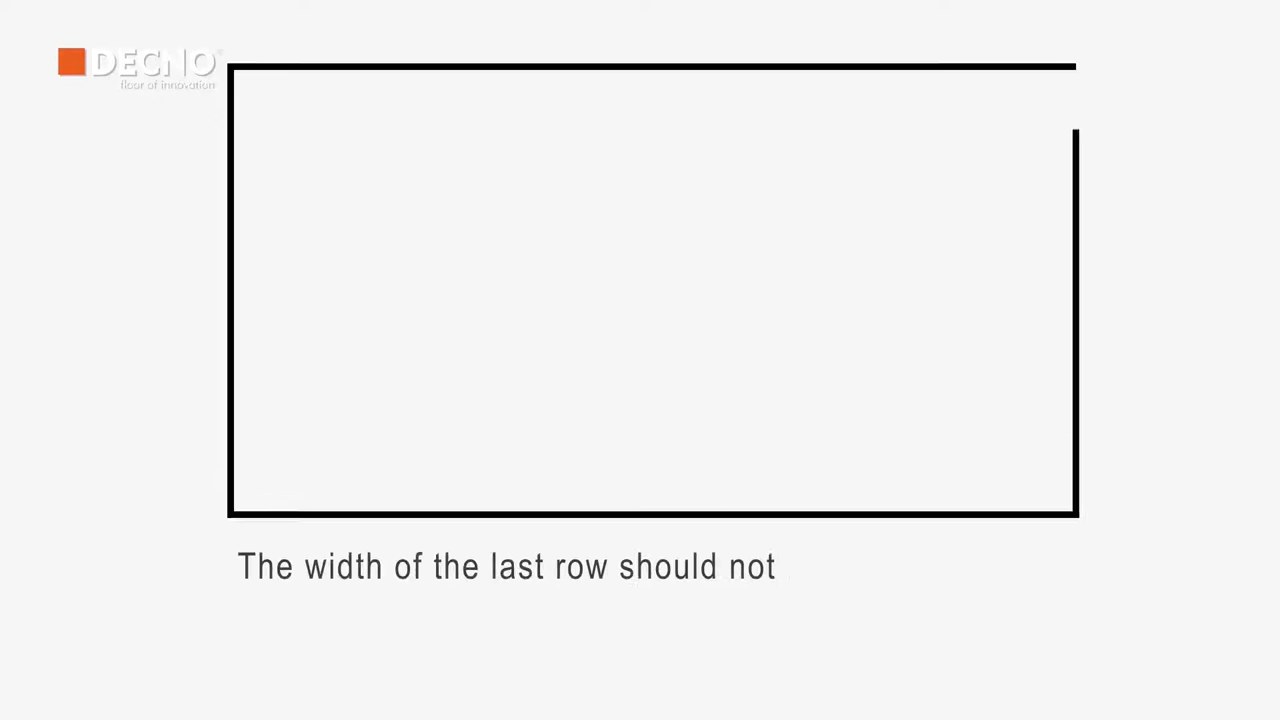 DECNO
floor of innovation
The width of the last row should not